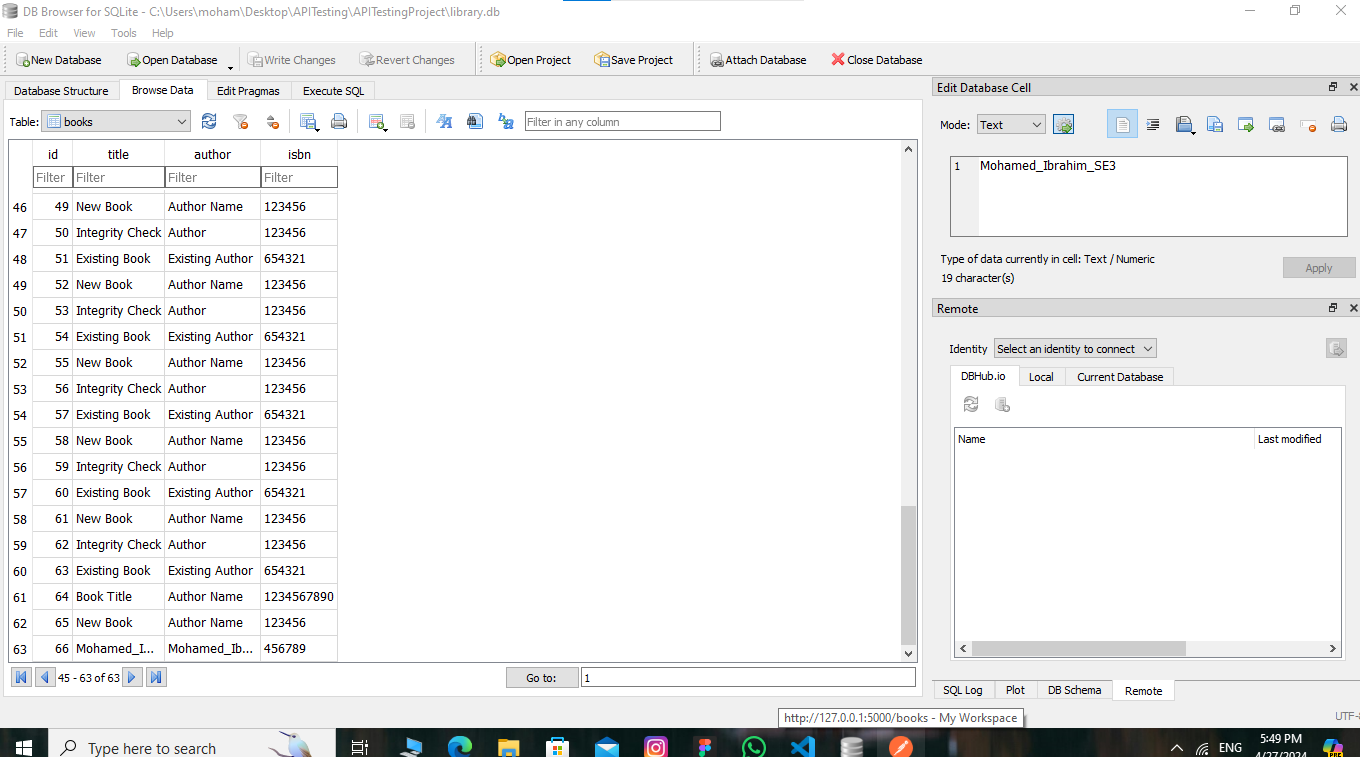 DB Browser for SQLite - C:\Users\moham\Desktop\APITesting\APITestingProject\library.db
File Edit View Tools Help
New Database Open Database Write Changes Revert Changes Open Project Save Project Attach Database Close Database
Database Structure Browse Data Edit Pragmas Execute SQL
Table: books Filter in any column
id title author isbn
Filter Filter Filter Filter
46 49 New Book Author Name 123456
47 50 Integrity Check Author 123456
48 51 Existing Book Existing Author 654321
49 52 New Book Author Name 123456
50 53 Integrity Check Author 123456
51 54 Existing Book Existing Author 654321
52 55 New Book Author Name 123456
53 56 Integrity Check Author 123456
54 57 Existing Book Existing Author 654321
55 58 New Book Author Name 123456
56 59 Integrity Check Author 123456
57 60 Existing Book Existing Author 654321
58 61 New Book Author Name 123456
59 62 Integrity Check Author 123456
60 63 Existing Book Existing Author 654321
61 64 Book Title Author Name 1234567890
62 65 New Book Author Name 123456
63 66 Mohamed_I... Mohamed_Ib... 456789
45 - 63 of 63 Go to: 1
Edit Database Cell
Mode: Text
1 Mohamed_Ibrahim_SE3
Type of data currently in cell: Text / Numeric
19 character(s)
Apply
Remote
Identity Select an identity to connect
DBHub.io Local Current Database
Name Last modified
SQL Log Plot DB Schema Remote
http://127.0.0.1:5000/books - My Workspace
UTF-8
Type here to search
ENG
5:49 PM
4/27/2024